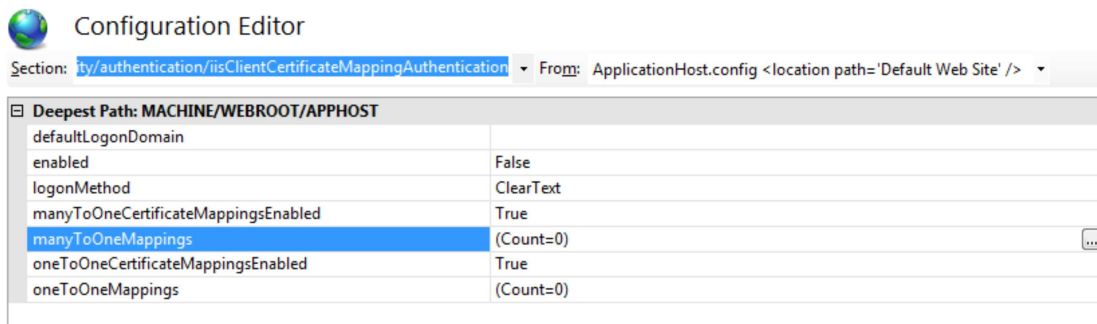 Configuration Editor
Section: ity/authentication/iisClientCertificateMappingAuthentication From: ApplicationHost.config <location path='Default Web Site' />
Deepest Path: MACHINE/WEBROOT/APPHOST
defaultLogonDomain
enabled False
logonMethod ClearText
manyToOneCertificateMappingsEnabled True
manyToOneMappings (Count=0) ...
oneToOneCertificateMappingsEnabled True
oneToOneMappings (Count=0)